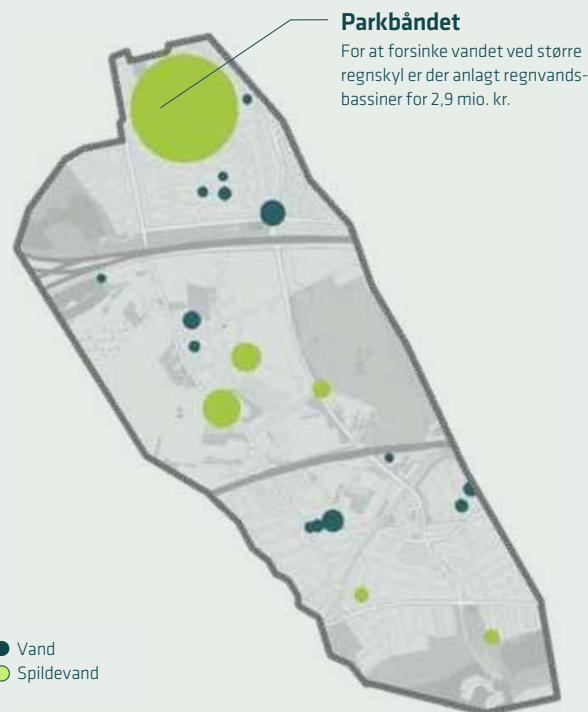 Parkbåndet
For at forsinke vandet ved større
regnskyl er der anlagt regnvands-
bassiner for 2,9 mio. kr.
Vand
Spildevand